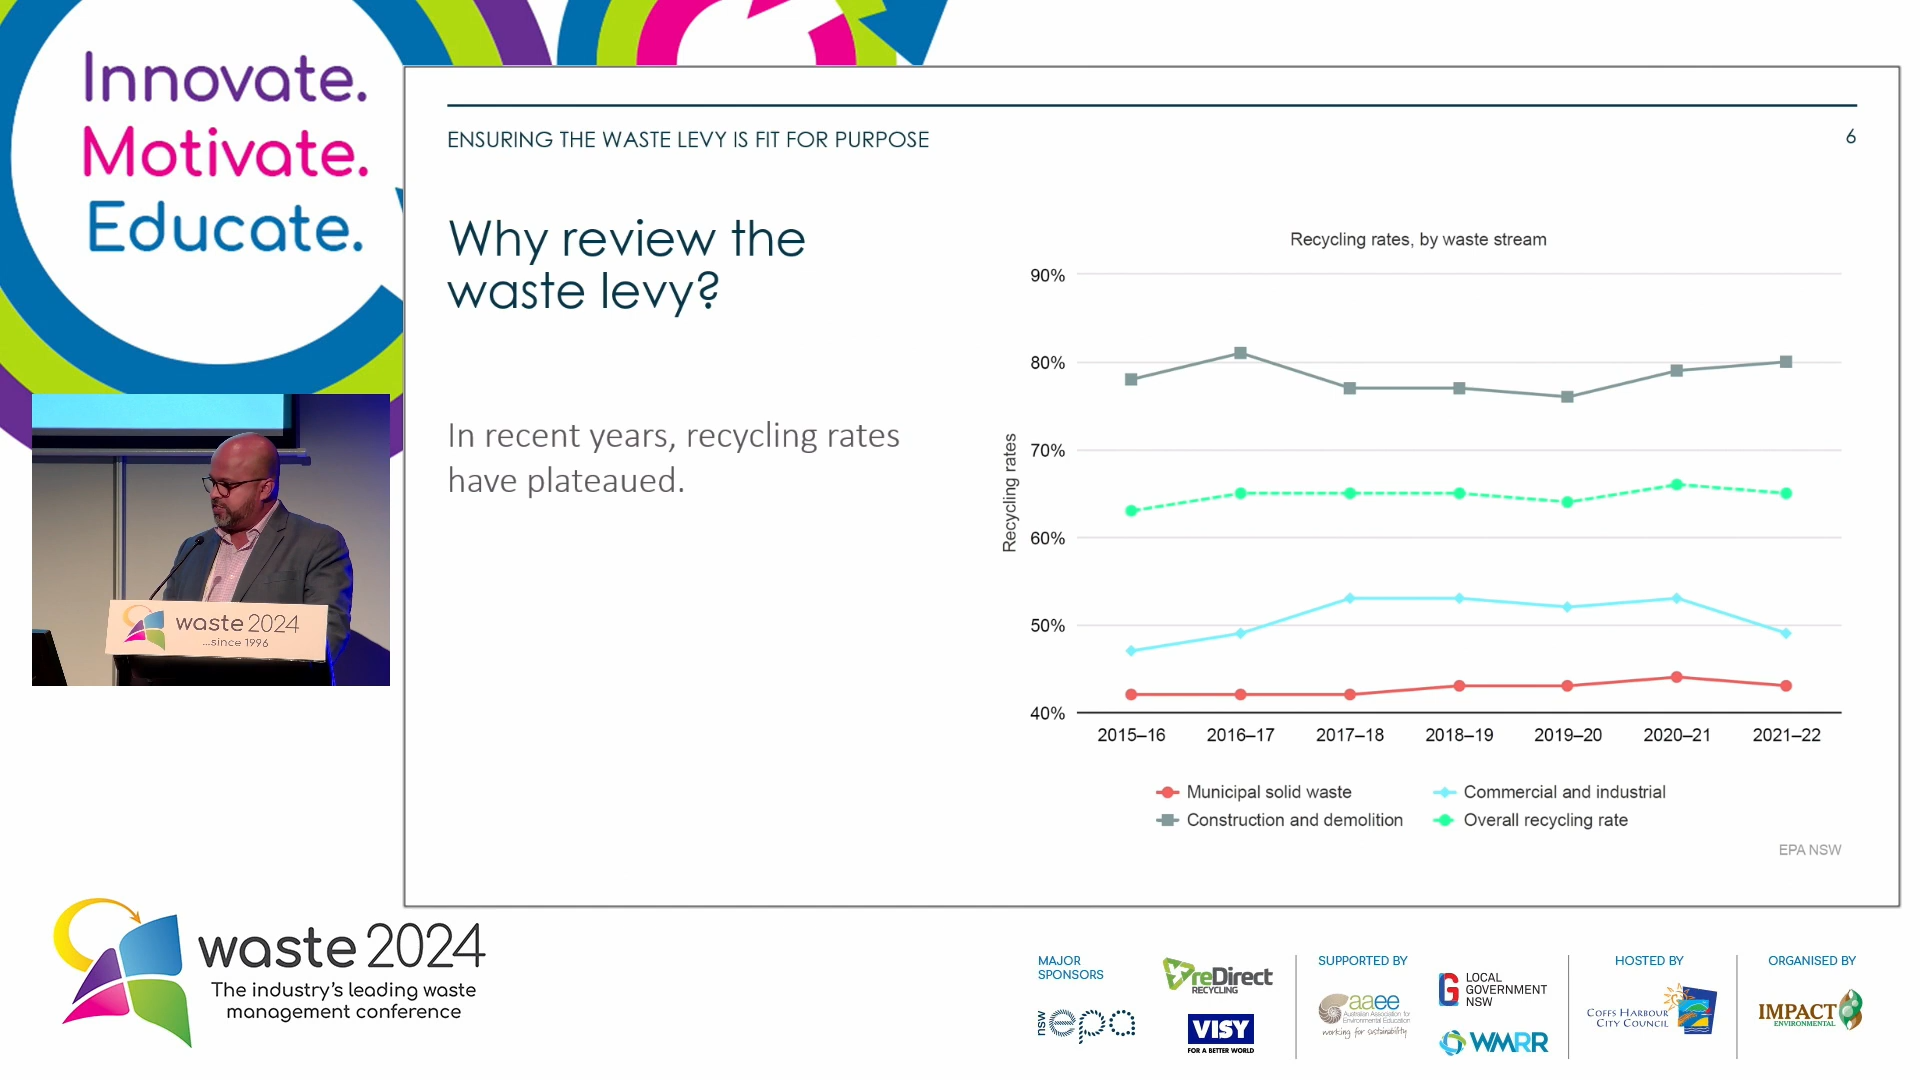 Innovate.
Motivate.
Educate.
ENSURING THE WASTE LEVY IS FIT FOR PURPOSE
6
Why review the
waste levy?
In recent years, recycling rates
have plateaued.
Recycling rates, by waste stream
Recycling rates
90%
80%
70%
60%
50%
40%
2015–16 2016–17 2017–18 2018–19 2019–20 2020–21 2021–22
Municipal solid waste
Commercial and industrial
Construction and demolition
Overall recycling rate
EPA NSW
waste 2024
...since 1996
waste 2024
The industry's leading waste
management conference
MAJOR
SPONSORS
nsw epa
reDirect
RECYCLING
VISY
FOR A BETTER WORLD
SUPPORTED BY
aaee
Australian Association for
Environmental Education
working for sustainability
LOCAL
GOVERNMENT
NSW
WMRR
HOSTED BY
COFFS HARBOUR
CITY COUNCIL
ORGANISED BY
IMPACT
ENVIRONMENTAL